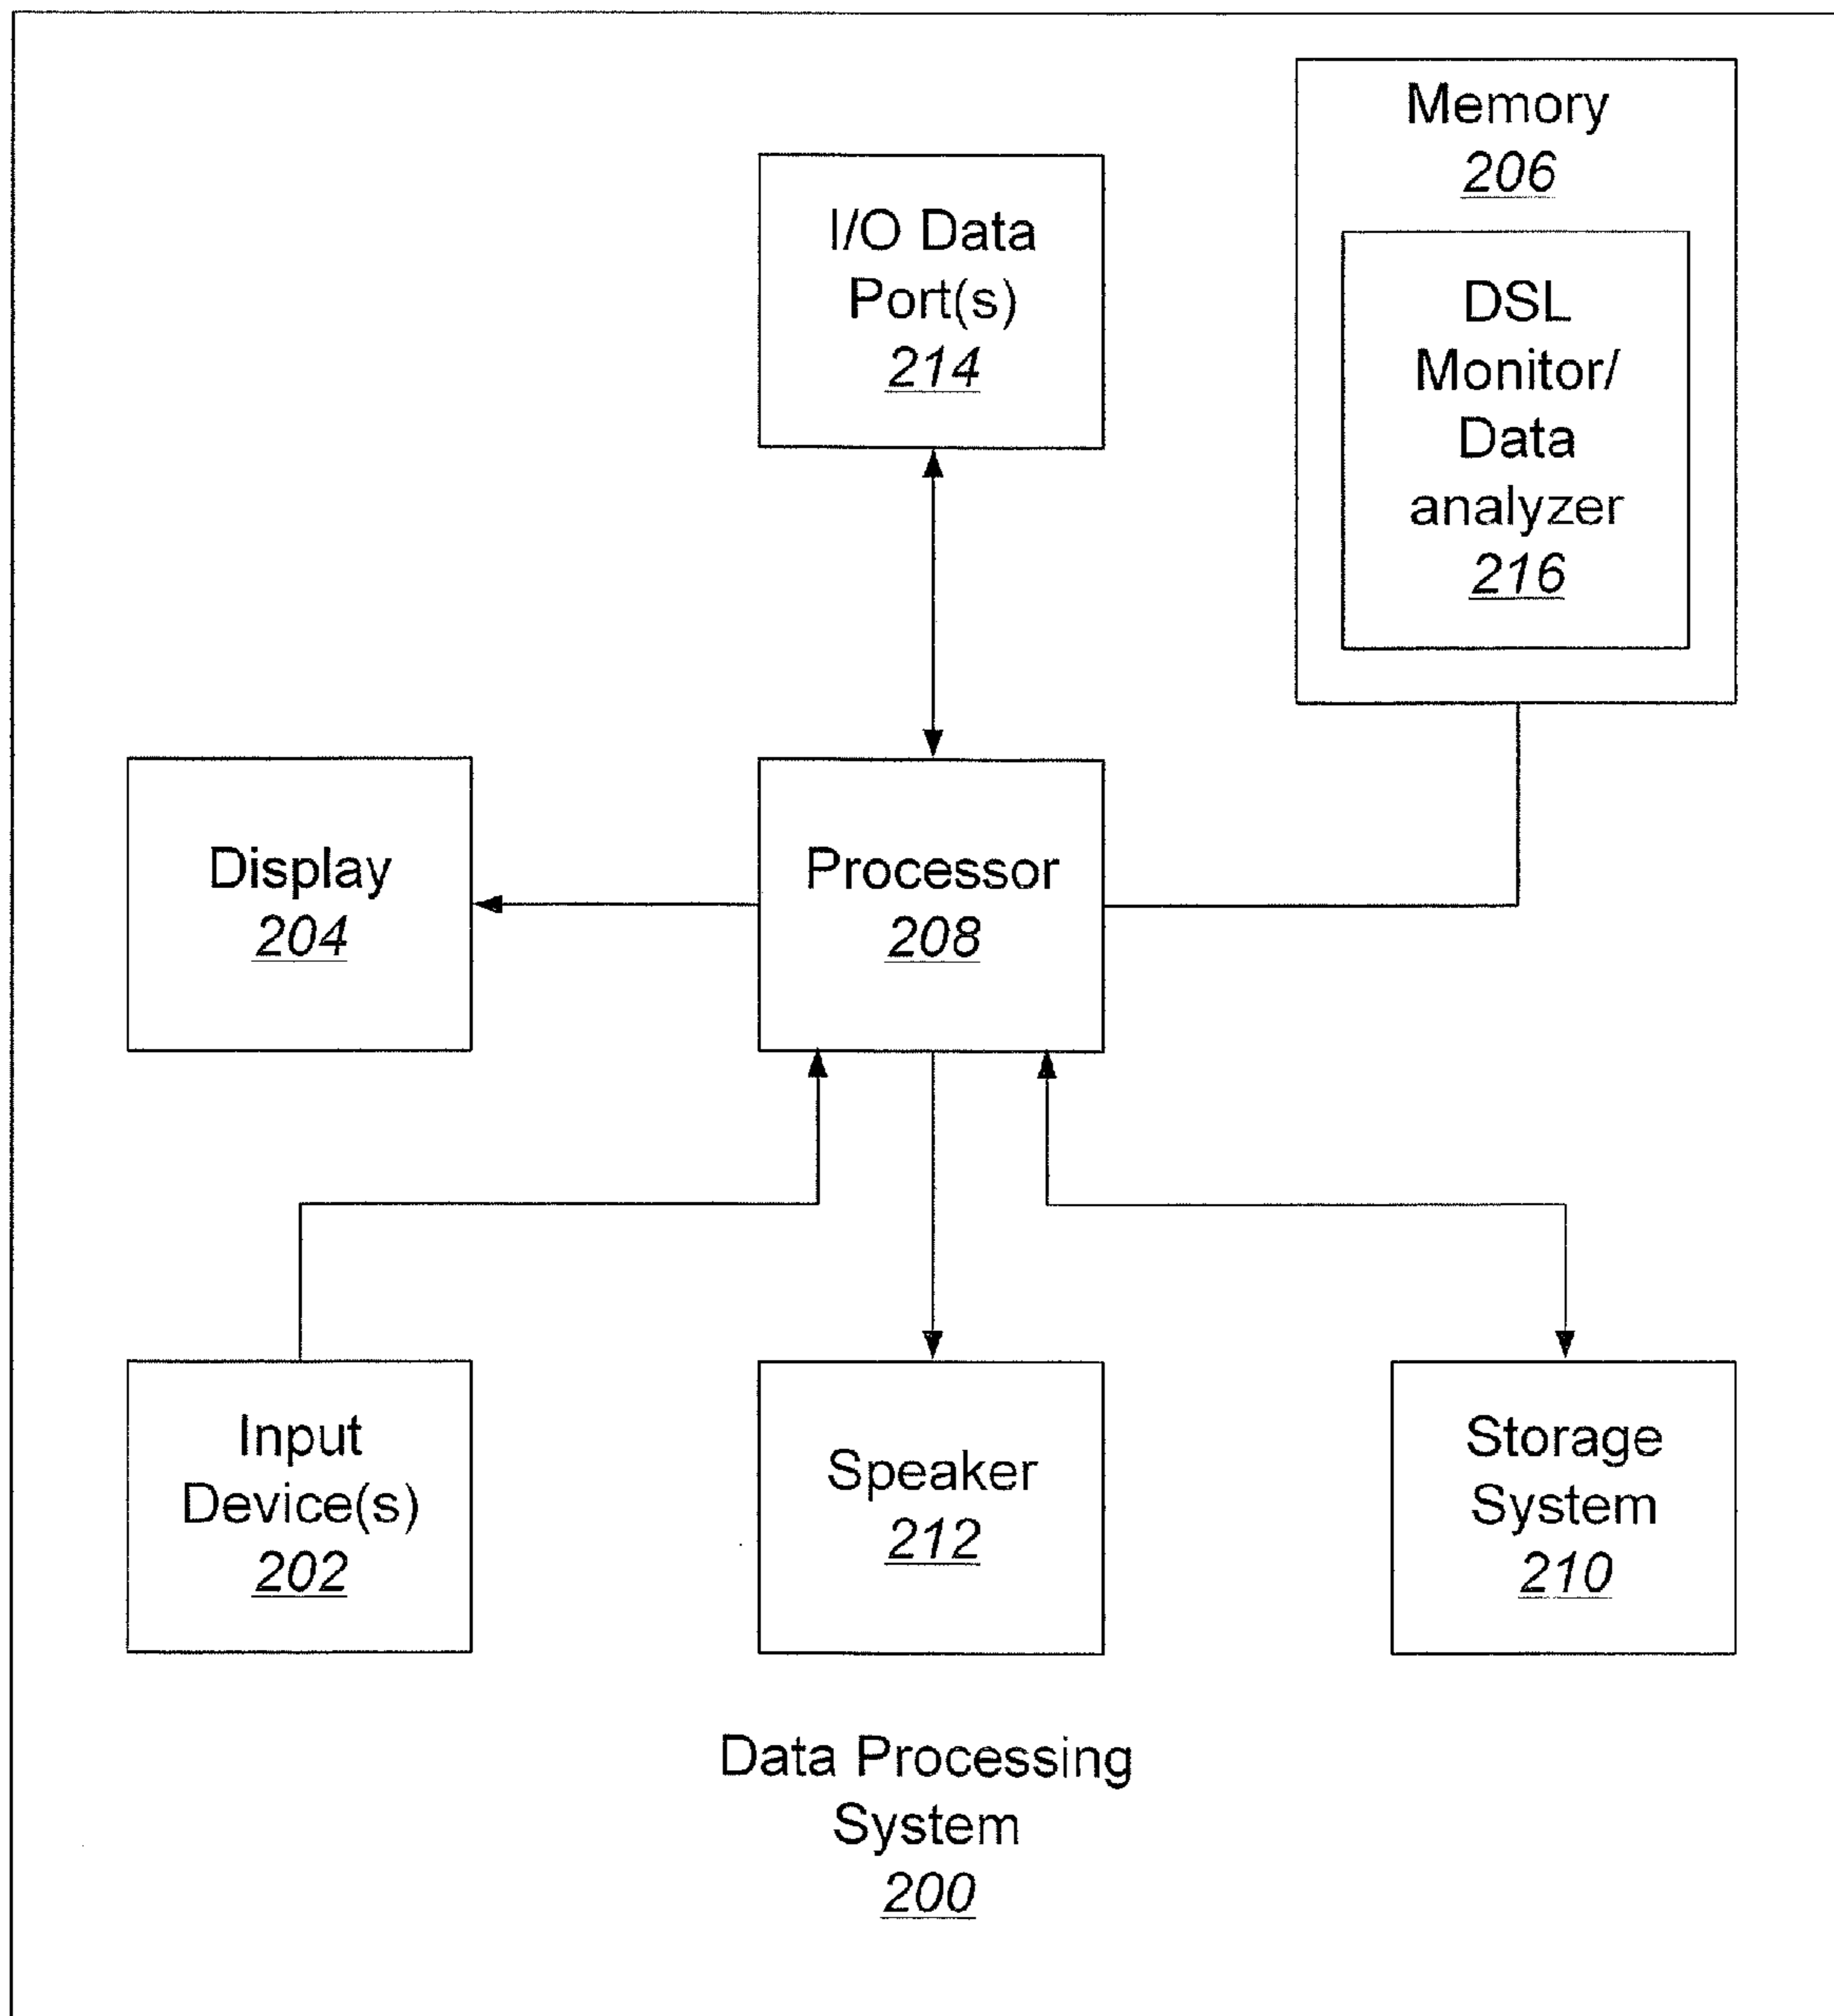 Memory
206
I/O Data
Port(s)
214
DSL
Monitor/
Data
analyzer
216
Display
204
Processor
208
Input
Device(s)
202
Speaker
212
Storage
System
210
Data Processing
System
200